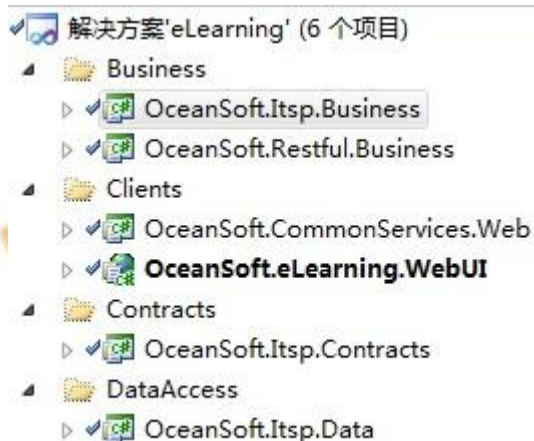 解决方案'eLearning' (6 个项目)
Business
OceanSoft.Itsp.Business
OceanSoft.Restful.Business
Clients
OceanSoft.CommonServices.Web
OceanSoft.eLearning.WebUI
Contracts
OceanSoft.Itsp.Contracts
DataAccess
OceanSoft.Itsp.Data